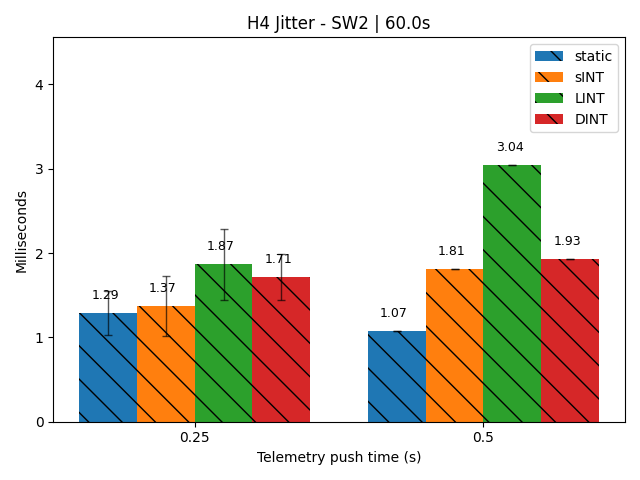 H4 Jitter - SW2 | 60.0s
Milliseconds
4
3
2
1
0
static
sINT
LINT
DINT
1.29
1.37
1.87
1.71
1.07
1.81
3.04
1.93
0.25
0.5
Telemetry push time (s)